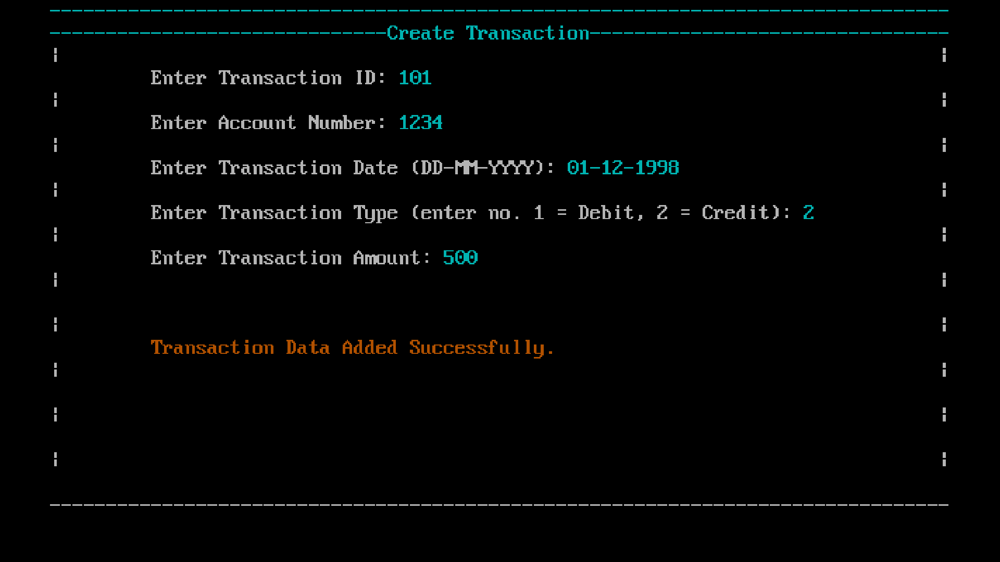 Create Transaction
Enter Transaction ID: 101
Enter Account Number: 1234
Enter Transaction Date (DD-MM-YYYY): 01-12-1998
Enter Transaction Type (enter no. 1 = Debit, 2 = Credit): 2
Enter Transaction Amount: 500
Transaction Data Added Successfully.